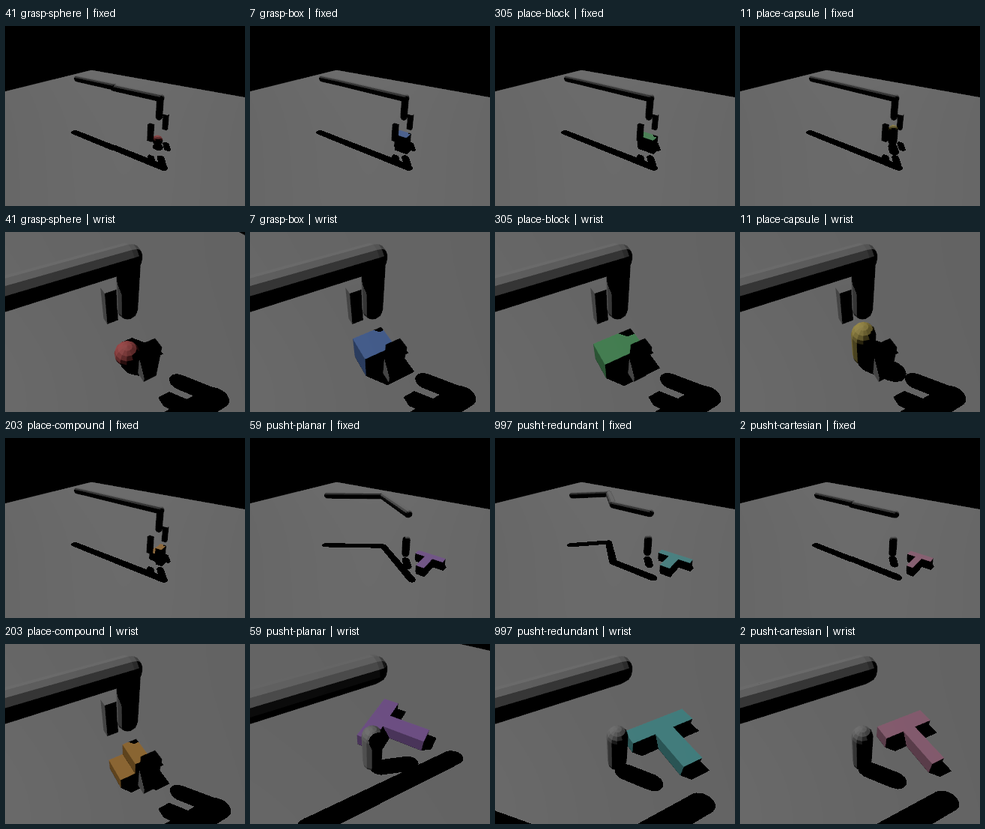 41 grasp-sphere | fixed
7 grasp-box | fixed
305 place-block | fixed
11 place-capsule | fixed
41 grasp-sphere | wrist
7 grasp-box | wrist
305 place-block | wrist
11 place-capsule | wrist
203 place-compound | fixed
59 pusht-planar | fixed
997 pusht-redundant | fixed
2 pusht-cartesian | fixed
203 place-compound | wrist
59 pusht-planar | wrist
997 pusht-redundant | wrist
2 pusht-cartesian | wrist